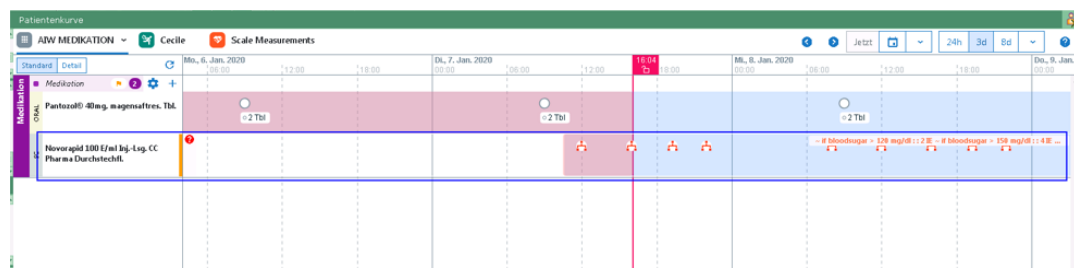 Patientenkurve
AIW MEDIKATION Cecile Scale Measurements Jetzt 24h 3d 8d
Standard Detail
Mo., 6. Jan. 2020 Di., 7. Jan. 2020 16:04 Mi., 8. Jan. 2020 Do., 9. Jan.
06:00 12:00 18:00 00:00 06:00 12:00 18:00 00:00 06:00 12:00 18:00 00:00
Medikation
Medikation 2
ORAL
Pantozol® 40mg, magensaftres. Tbl.
2 Tbl 2 Tbl 2 Tbl
Novorapid 100 E/ml Inj.-Lsg. CC
Pharma Durchstechfl.
~ if bloodsugar > 120 mg/dl :: 2 IE ~ if bloodsugar > 150 mg/dl :: 4 IE ...